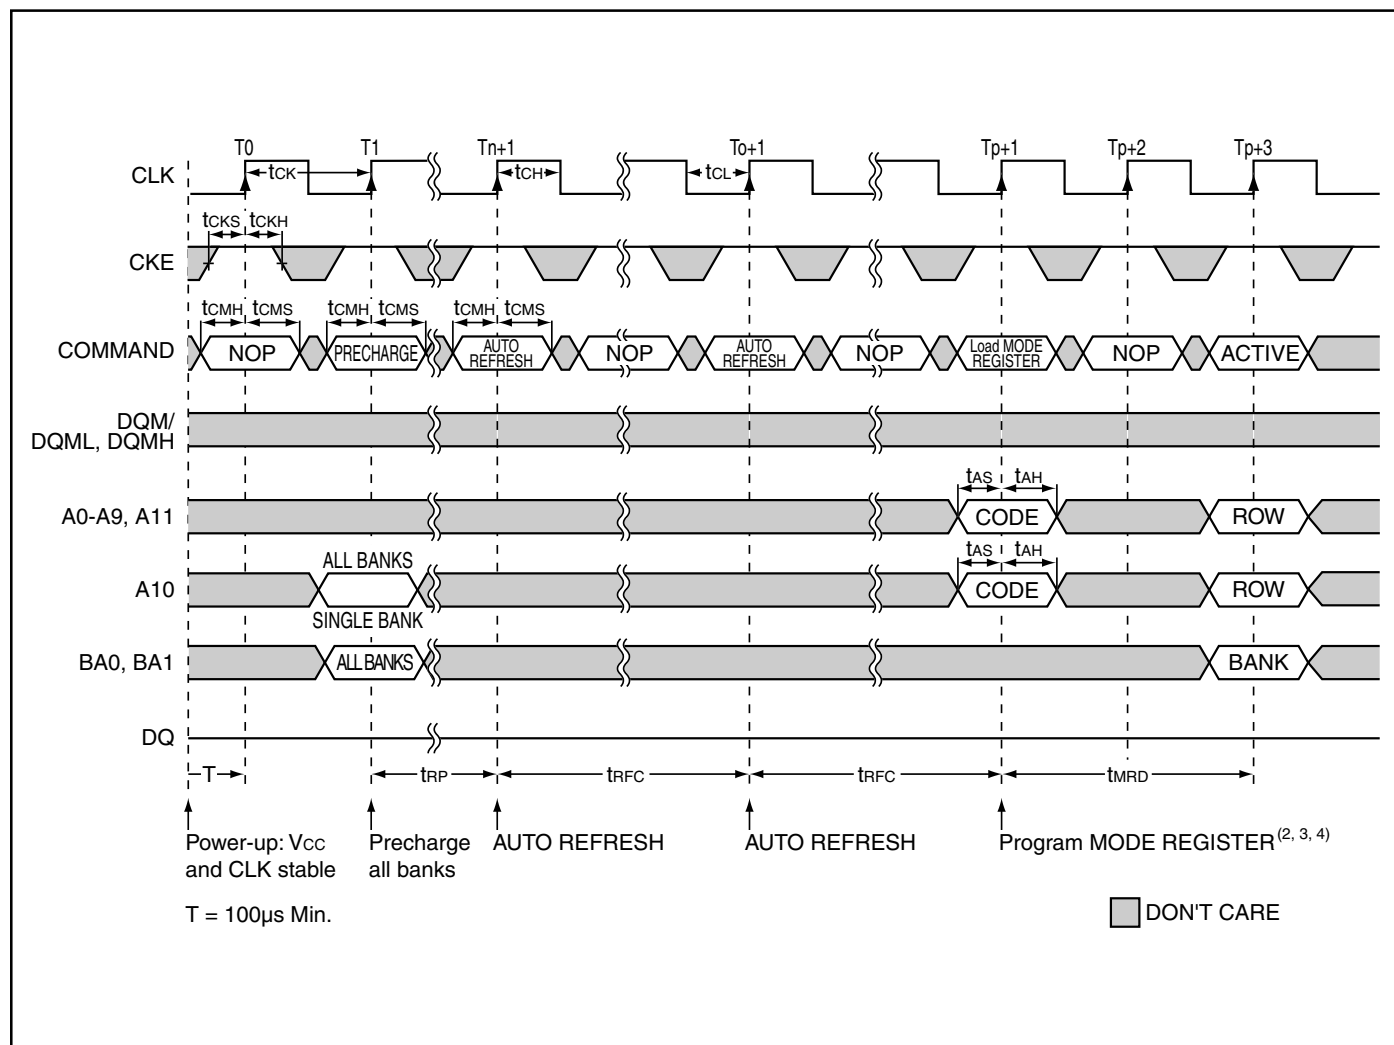 T0 T1 Tn+1 To+1 Tp+1 Tp+2 Tp+3
CLK tCK tCH tCL
tCKS tCKH
CKE
tCMH tCMS tCMH tCMS tCMH tCMS
COMMAND NOP PRECHARGE AUTO REFRESH NOP AUTO REFRESH NOP Load MODE REGISTER NOP ACTIVE
DQM/
DQML, DQMH
tAS tAH
A0-A9, A11 CODE ROW
ALL BANKS tAS tAH
A10 CODE ROW
SINGLE BANK
BA0, BA1 ALL BANKS BANK
DQ
T tRP tRFC tRFC tMRD
Power-up: VCC
and CLK stable
Precharge
all banks
AUTO REFRESH
AUTO REFRESH
Program MODE REGISTER(2, 3, 4)
T = 100µs Min.
DON'T CARE